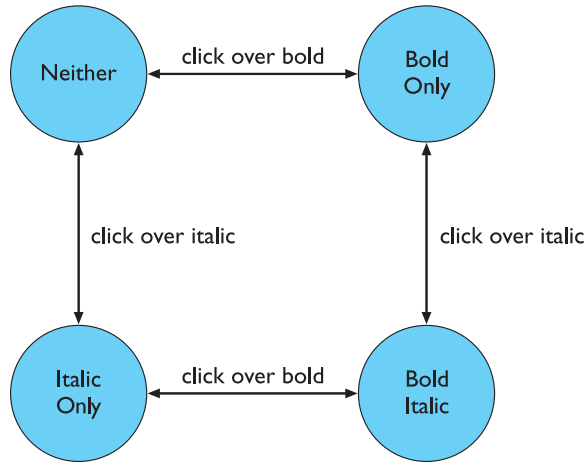 Neither
click over bold
Bold
Only
click over italic
click over italic
Italic
Only
click over bold
Bold
Italic